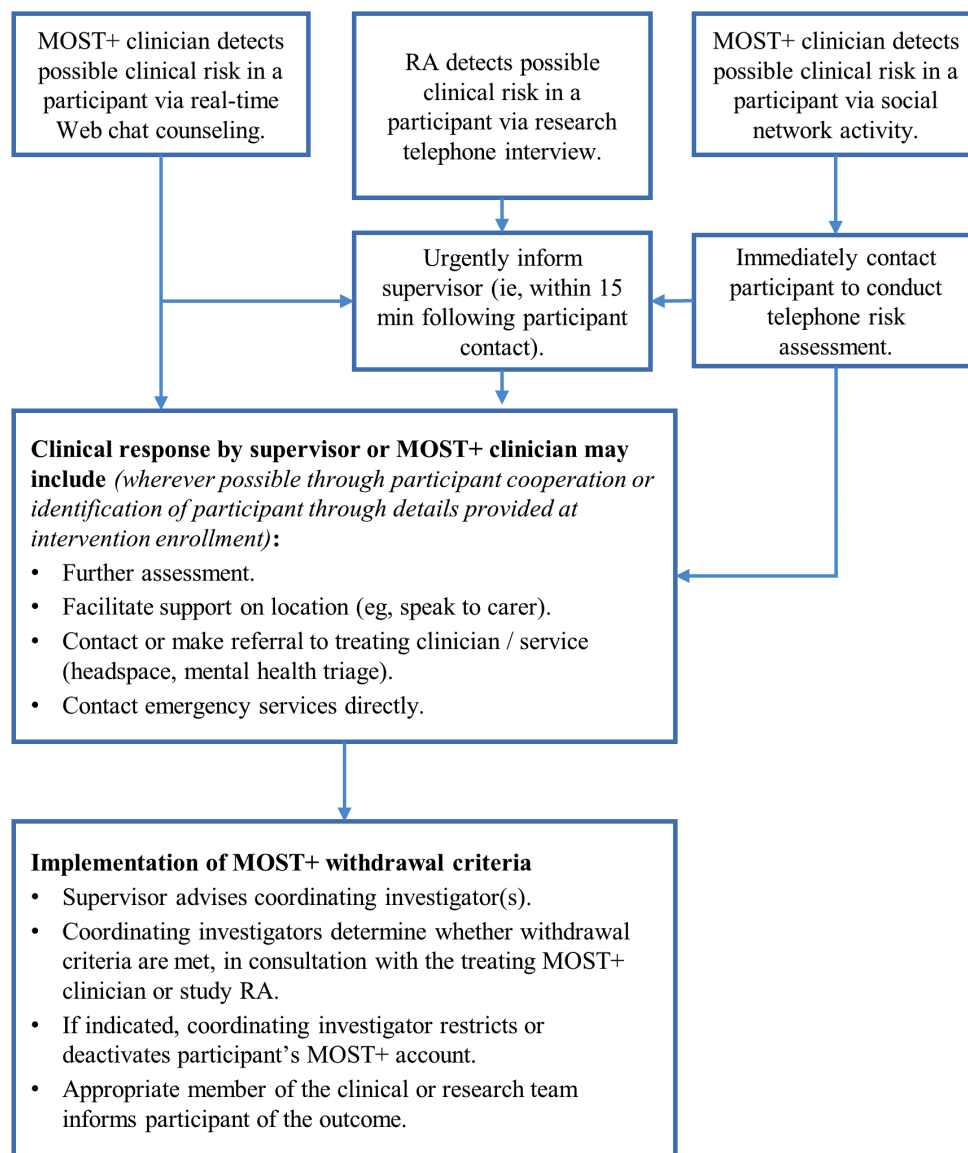 MOST+ clinician detects
possible clinical risk in a
participant via real-time
Web chat counseling.
RA detects possible
clinical risk in a
participant via research
telephone interview.
MOST+ clinician detects
possible clinical risk in a
participant via social
network activity.
Urgently inform
supervisor (ie, within 15
min following participant
contact).
Immediately contact
participant to conduct
telephone risk
assessment.
Clinical response by supervisor or MOST+ clinician may
include (wherever possible through participant cooperation or
identification of participant through details provided at
intervention enrollment):
• Further assessment.
• Facilitate support on location (eg, speak to carer).
• Contact or make referral to treating clinician / service
(headspace, mental health triage).
• Contact emergency services directly.
Implementation of MOST+ withdrawal criteria
• Supervisor advises coordinating investigator(s).
• Coordinating investigators determine whether withdrawal
criteria are met, in consultation with the treating MOST+
clinician or study RA.
• If indicated, coordinating investigator restricts or
deactivates participant's MOST+ account.
• Appropriate member of the clinical or research team
informs participant of the outcome.